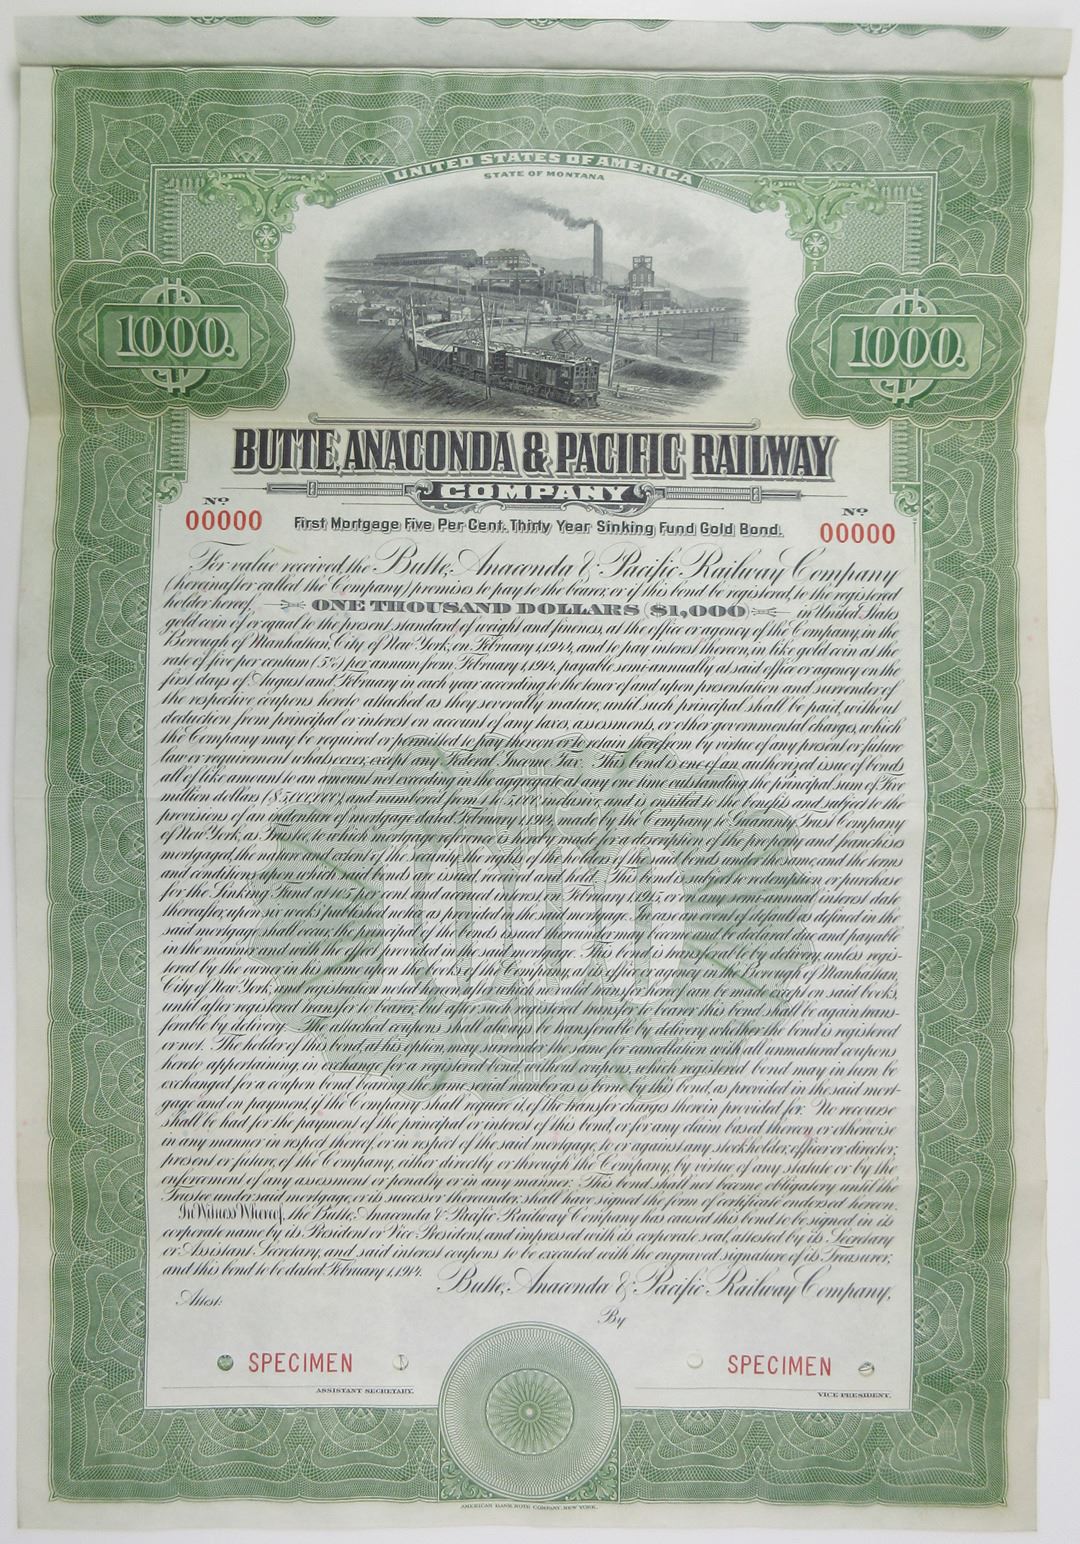 UNITED STATES OF AMERICA
STATE OF MONTANA
1000.
1000.
BUTTE, ANACONDA & PACIFIC RAILWAY
COMPANY
No
00000
No
00000
First Mortgage Five Per Cent. Thirty Year Sinking Fund Gold Bond.
For value received, the Butte, Anaconda & Pacific Railway Company
(hereinafter called the Company) promises to pay to the bearer, or if this bond be registered, to the registered
holder hereof, ONE THOUSAND DOLLARS ($1,000) in United States
gold coin of or equal to the present standard of weight and fineness, at the office or agency of the Company, in the
Borough of Manhattan, City of New York, on February 1, 1944, and to pay interest thereon, in like gold coin at the
rate of five per centum (5%) per annum from February 1, 1914, payable semi-annually at said office or agency on the
first days of August and February in each year according to the tenor of and upon presentation and surrender of
the respective coupons hereto attached as they severally mature, until such principal shall be paid, without
deduction from principal or interest on account of any taxes, assessments, or other governmental charges, which
the Company may be required or permitted to pay thereon or to retain therefrom by virtue of any present or future
law or requirement whatsoever, except any Federal Income Tax. This bond is one of an authorized issue of bonds
all of like amount to an amount not exceeding in the aggregate at any one time outstanding the principal sum of Five
million dollars ($5,000,000), and numbered from 1 to 5,000 inclusive, and is entitled to the benefits and subject to the
provisions of an indenture of mortgage dated February 1, 1914, made by the Company to Guaranty Trust Company
of New York, as Trustee, to which mortgage reference is hereby made for a description of the property and franchises
mortgaged, the nature and extent of the security, the rights of the holders of the said bonds under the same, and the terms
and conditions upon which said bonds are issued, received and held. This bond is subject to redemption or purchase
for the Sinking Fund at 105 per cent. and accrued interest, on February 1, 1915, or on any semi-annual interest date
thereafter, upon six weeks' published notice as provided in the said mortgage. In case an event of default as defined in the
said mortgage shall occur, the principal of the bonds issued thereunder may become and be declared due and payable
in the manner and with the effect provided in the said mortgage. This bond is transferable by delivery, unless regis-
tered by the owner in his name upon the books of the Company, at its office or agency in the Borough of Manhattan,
City of New York, and registration noted hereon, after which no valid transfer hereof can be made except on said books,
until after registered transfer to bearer, but after such registered transfer to bearer this bond shall be again trans-
ferable by delivery. The attached coupons shall always be transferable by delivery whether the bond is registered
or not. The holder of this bond, at his option, may surrender the same for cancellation with all unmatured coupons
hereto appertaining, in exchange for a registered bond, without coupons, which registered bond may in turn be
exchanged for a coupon bond bearing the same serial number as is borne by this bond, as provided in the said mort-
gage and on payment, if the Company shall require it, of the transfer charges therein provided for. No recourse
shall be had for the payment of the principal or interest of this bond, or for any claim based thereon or otherwise
in any manner in respect thereof, or in respect of the said mortgage, to or against any stockholder, officer or director,
present or future, of the Company, either directly or through the Company, by virtue of any statute or by the
enforcement of any assessment or penalty or in any manner. This bond shall not become obligatory until the
Trustee under said mortgage, or its successor thereunder, shall have signed the form of certificate endorsed hereon.
In Witness Whereof, the Butte, Anaconda & Pacific Railway Company has caused this bond to be signed in its
corporate name by its President or Vice-President, and impressed with its corporate seal, attested by its Secretary
or Assistant Secretary, and said interest coupons to be executed with the engraved signature of its Treasurer,
and this bond to be dated February 1, 1914.
Butte, Anaconda & Pacific Railway Company,
Attest:
By
SPECIMEN
SPECIMEN
ASSISTANT SECRETARY.
VICE-PRESIDENT.
AMERICAN BANK NOTE COMPANY, NEW YORK.